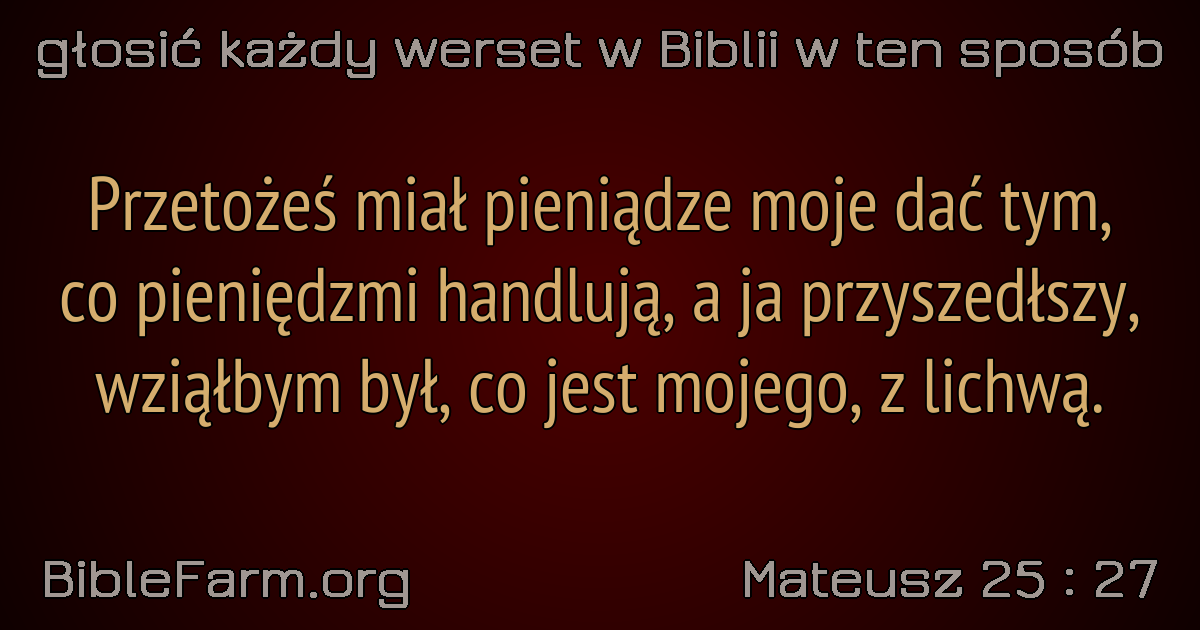 głosić każdy werset w Biblii w ten sposób
Przetożeś miał pieniądze moje dać tym,
co pieniędzmi handlują, a ja przyszedłszy,
wziąłbym był, co jest mojego, z lichwą.
BibleFarm.org
Mateusz 25 : 27